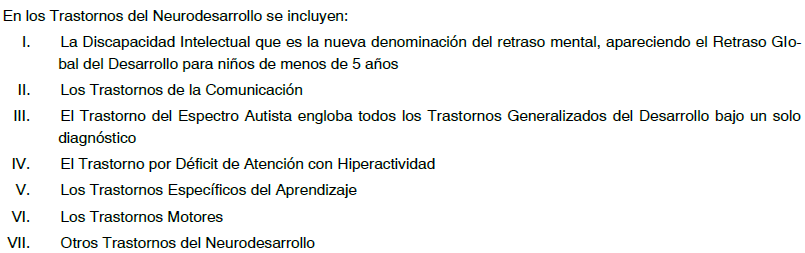 En los Trastornos del Neurodesarrollo se incluyen:
I. La Discapacidad Intelectual que es la nueva denominación del retraso mental, apareciendo el Retraso Glo-
bal del Desarrollo para niños de menos de 5 años
II. Los Trastornos de la Comunicación
III. El Trastorno del Espectro Autista engloba todos los Trastornos Generalizados del Desarrollo bajo un solo
diagnóstico
IV. El Trastorno por Déficit de Atención con Hiperactividad
V. Los Trastornos Específicos del Aprendizaje
VI. Los Trastornos Motores
VII. Otros Trastornos del Neurodesarrollo